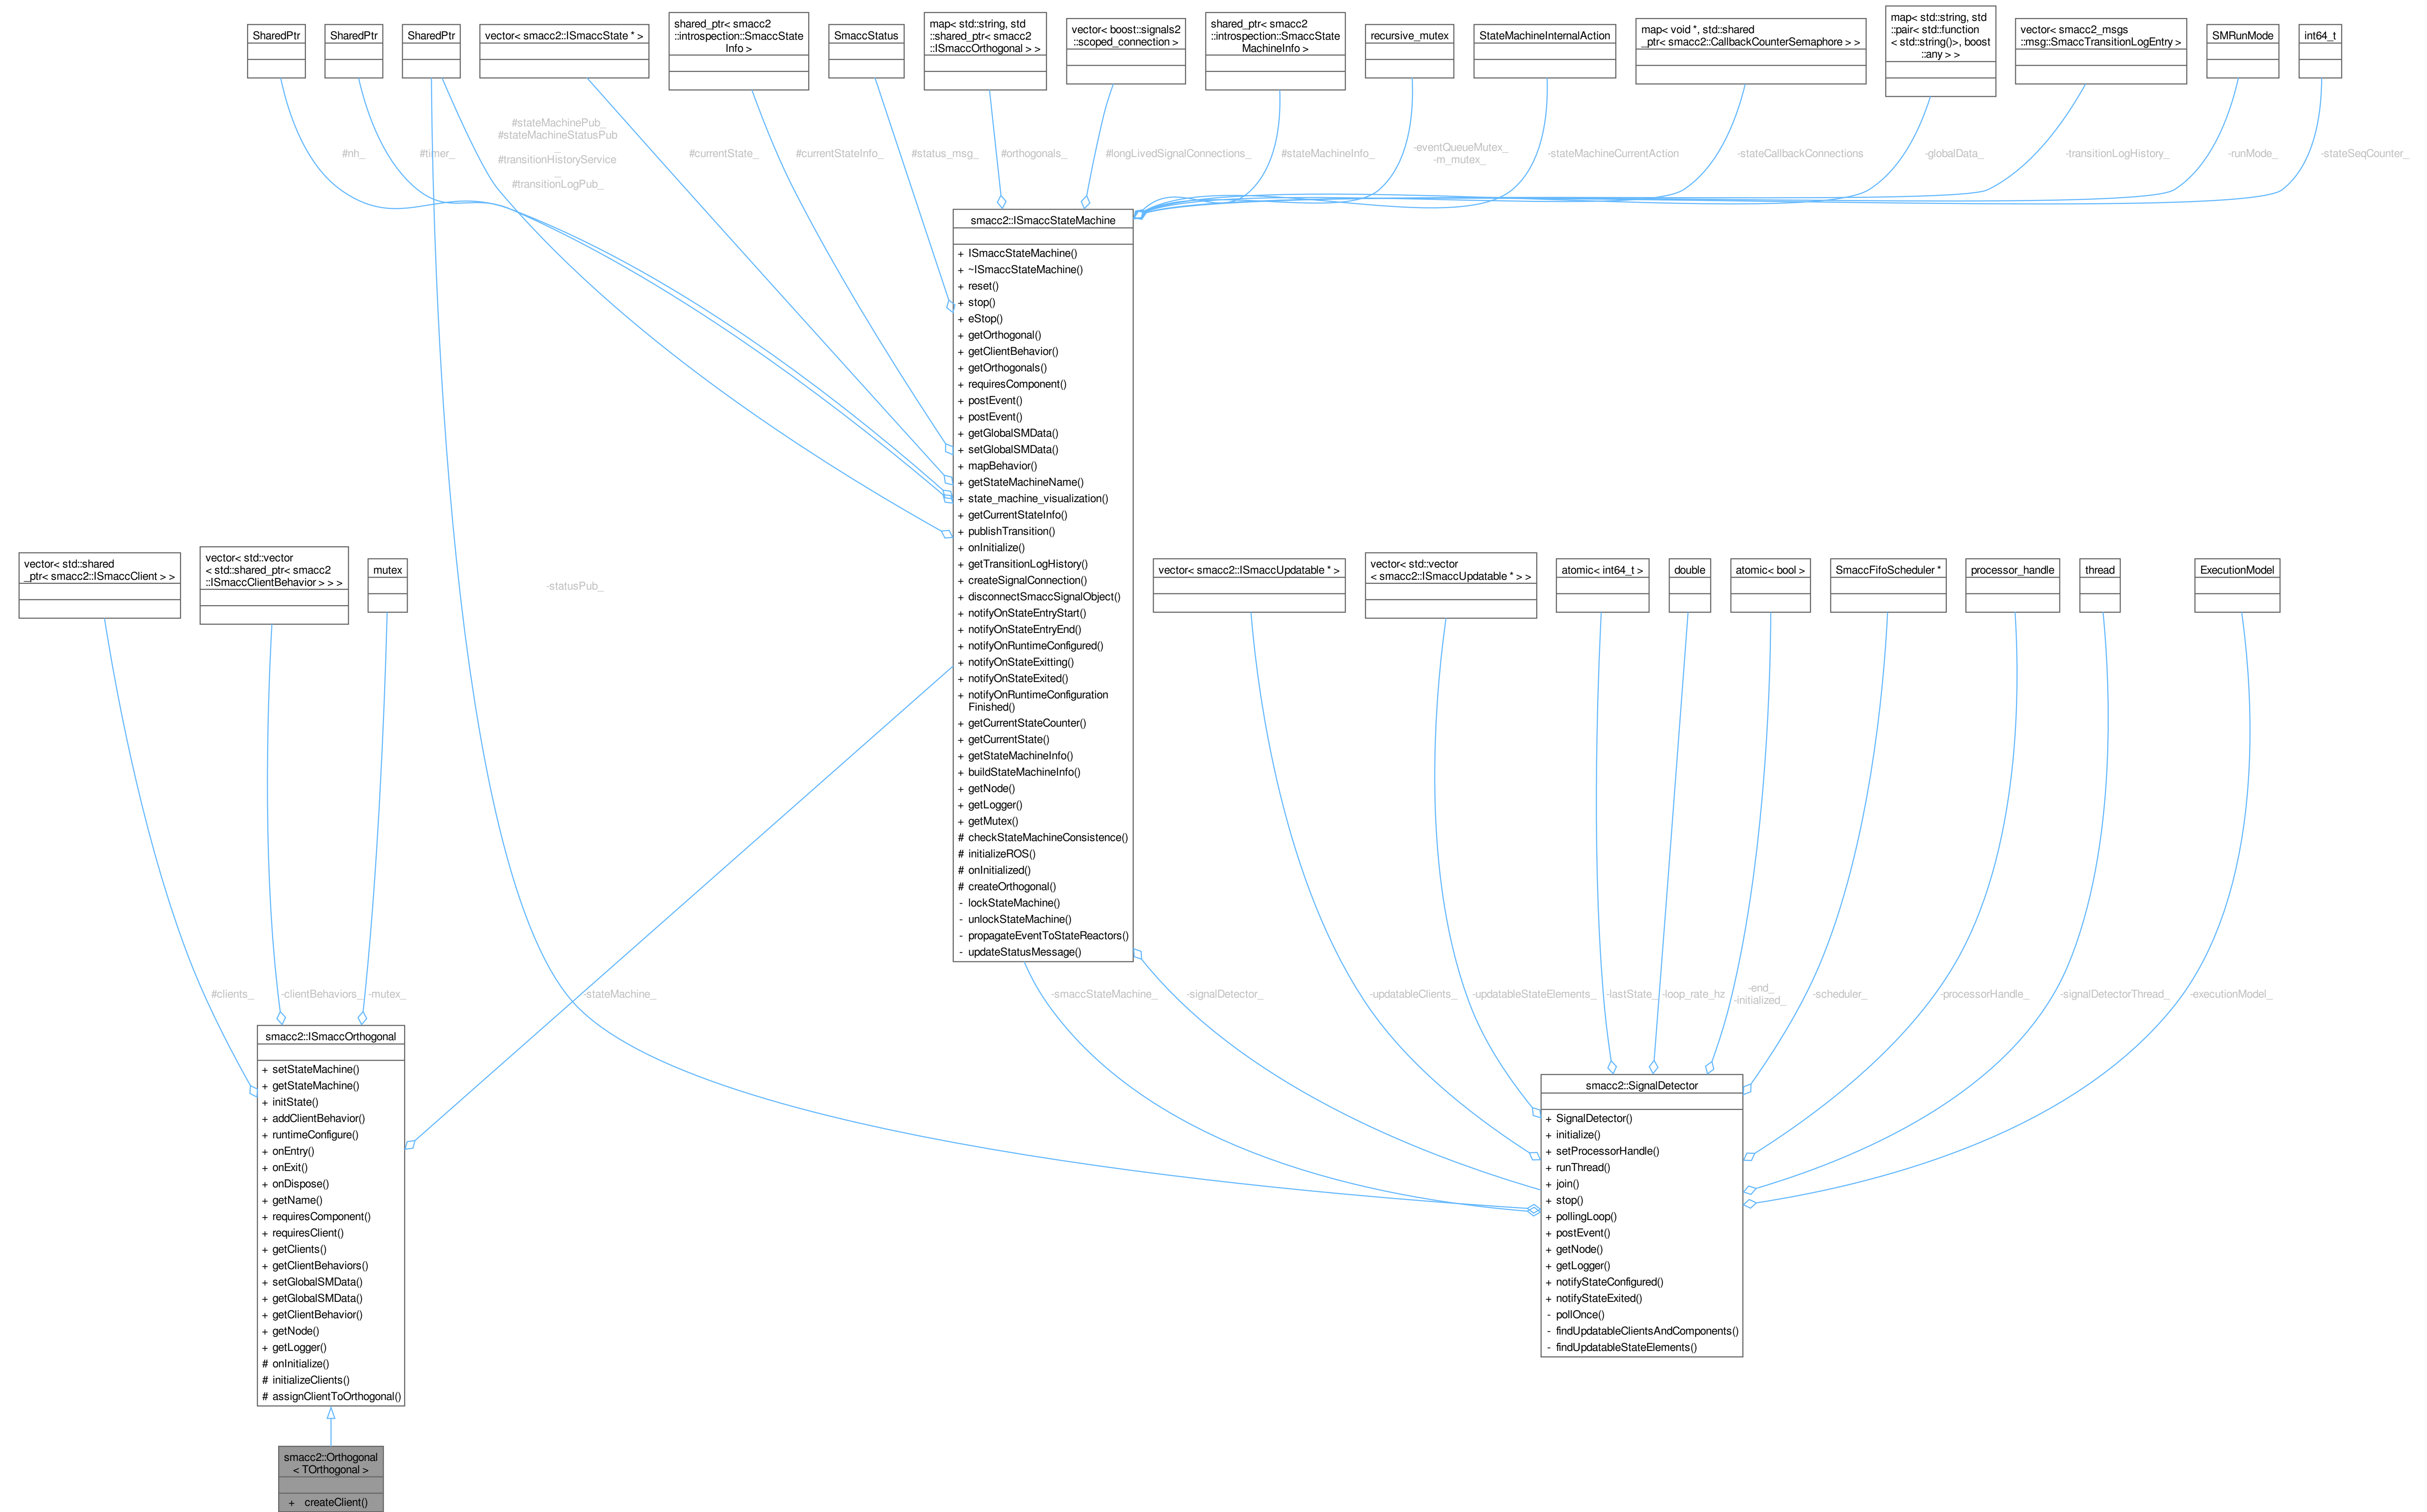 SharedPtr
SharedPtr
SharedPtr
vector< smacc2::ISmaccState * >
shared_ptr< smacc2
::introspection::SmaccState
Info >
SmaccStatus
map< std::string, std
::shared_ptr< smacc2
::ISmaccOrthogonal > >
vector< boost::signals2
::scoped_connection >
shared_ptr< smacc2
::introspection::SmaccState
MachineInfo >
recursive_mutex
StateMachineInternalAction
map< void *, std::shared
_ptr< smacc2::CallbackCounterSemaphore > >
map< std::string, std
::pair< std::function
< std::string()>, boost
::any > >
vector< smacc2_msgs
::msg::SmaccTransitionLogEntry >
SMRunMode
int64_t
#nh_
#timer_
#stateMachinePub_
#stateMachineStatusPub
_
#transitionHistoryService
_
#transitionLogPub_
#currentState_
#currentStateInfo_
#status_msg_
#orthogonals_
#longLivedSignalConnections_
#stateMachineInfo_
-eventQueueMutex_
-m_mutex_
-stateMachineCurrentAction
-stateCallbackConnections
-globalData_
-transitionLogHistory_
-runMode_
-stateSeqCounter_
smacc2::ISmaccStateMachine
+ ISmaccStateMachine()
+ ~ISmaccStateMachine()
+ reset()
+ stop()
+ eStop()
+ getOrthogonal()
+ getClientBehavior()
+ getOrthogonals()
+ requiresComponent()
+ postEvent()
+ postEvent()
+ getGlobalSMData()
+ setGlobalSMData()
+ mapBehavior()
+ getStateMachineName()
+ state_machine_visualization()
+ getCurrentStateInfo()
+ publishTransition()
+ onInitialize()
+ getTransitionLogHistory()
+ createSignalConnection()
+ disconnectSmaccSignalObject()
+ notifyOnStateEntryStart()
+ notifyOnStateEntryEnd()
+ notifyOnRuntimeConfigured()
+ notifyOnStateExitting()
+ notifyOnStateExited()
+ notifyOnRuntimeConfiguration
Finished()
+ getCurrentStateCounter()
+ getCurrentState()
+ getStateMachineInfo()
+ buildStateMachineInfo()
+ getNode()
+ getLogger()
+ getMutex()
# checkStateMachineConsistence()
# initializeROS()
# onInitialized()
# createOrthogonal()
- lockStateMachine()
- unlockStateMachine()
- propagateEventToStateReactors()
- updateStatusMessage()
vector< std::shared
_ptr< smacc2::ISmaccClient > >
vector< std::vector
< std::shared_ptr< smacc2
::ISmaccClientBehavior > > >
mutex
-statusPub_
vector< smacc2::ISmaccUpdatable * >
vector< std::vector
< smacc2::ISmaccUpdatable * > >
atomic< int64_t >
double
atomic< bool >
SmaccFifoScheduler *
processor_handle
thread
ExecutionModel
#clients_
-clientBehaviors_
-mutex_
-stateMachine_
-smaccStateMachine_
-signalDetector_
-updatableClients_
-updatableStateElements_
-lastState_
-loop_rate_hz
-end_
-initialized_
-scheduler_
-processorHandle_
-signalDetectorThread_
-executionModel_
smacc2::ISmaccOrthogonal
+ setStateMachine()
+ getStateMachine()
+ initState()
+ addClientBehavior()
+ runtimeConfigure()
+ onEntry()
+ onExit()
+ onDispose()
+ getName()
+ requiresComponent()
+ requiresClient()
+ getClients()
+ getClientBehaviors()
+ setGlobalSMData()
+ getGlobalSMData()
+ getClientBehavior()
+ getNode()
+ getLogger()
# onInitialize()
# initializeClients()
# assignClientToOrthogonal()
smacc2::SignalDetector
+ SignalDetector()
+ initialize()
+ setProcessorHandle()
+ runThread()
+ join()
+ stop()
+ pollingLoop()
+ postEvent()
+ getNode()
+ getLogger()
+ notifyStateConfigured()
+ notifyStateExited()
- pollOnce()
- findUpdatableClientsAndComponents()
- findUpdatableStateElements()
smacc2::Orthogonal
< TOrthogonal >
+ createClient()